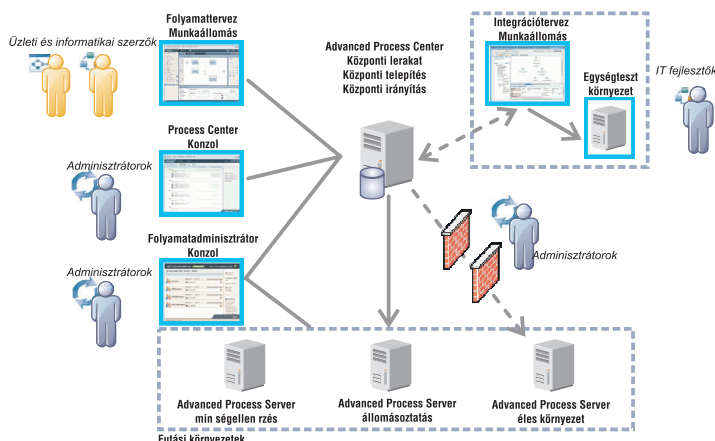 Folyamattervez
Munkaállomás
Üzleti és informatikai szerzők
Process Center
Konzol
Adminisztrátorok
Folyamatadminisztrátor
Konzol
Adminisztrátorok
Advanced Process Center
Központi lerakat
Központi telepítés
Központi irányítás
Integrációtervez
Munkaállomás
Egységteszt
környezet
IT fejlesztők
Adminisztrátorok
Advanced Process Server
min ségellen rzés
Advanced Process Server
állomásoztatás
Advanced Process Server
éles környezet
Futási környezetek